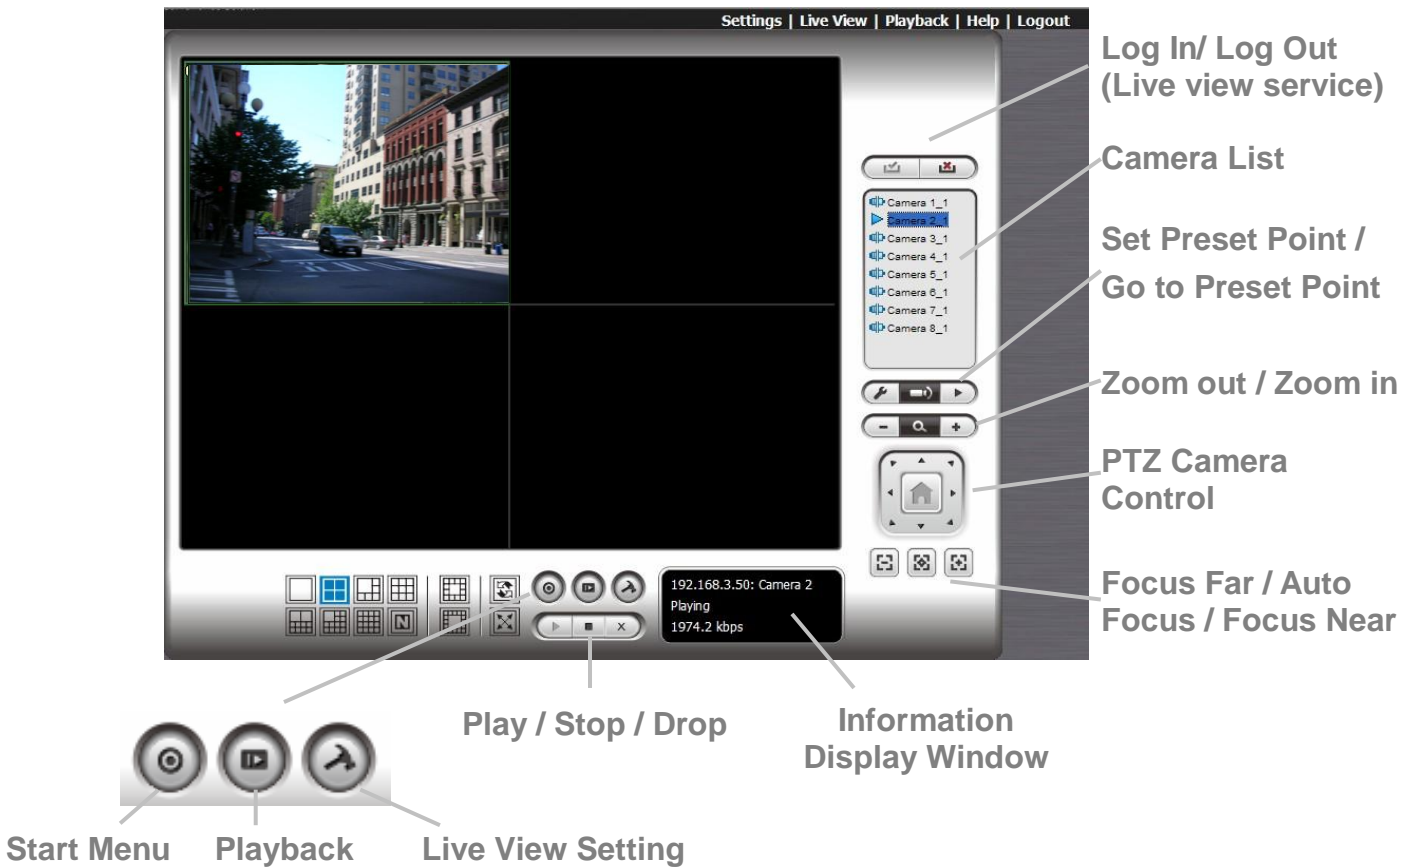 Settings | Live View | Playback | Help | Logout
Log In/ Log Out
(Live view service)
Camera List
Camera 1_1
Camera 2_1
Camera 3_1
Camera 4_1
Camera 5_1
Camera 6_1
Camera 7_1
Camera 8_1
Set Preset Point /
Go to Preset Point
Zoom out / Zoom in
PTZ Camera
Control
Focus Far / Auto
Focus / Focus Near
192.168.3.50: Camera 2
Playing
1974.2 kbps
N
X
Play / Stop / Drop
Information
Display Window
Start Menu
Playback
Live View Setting